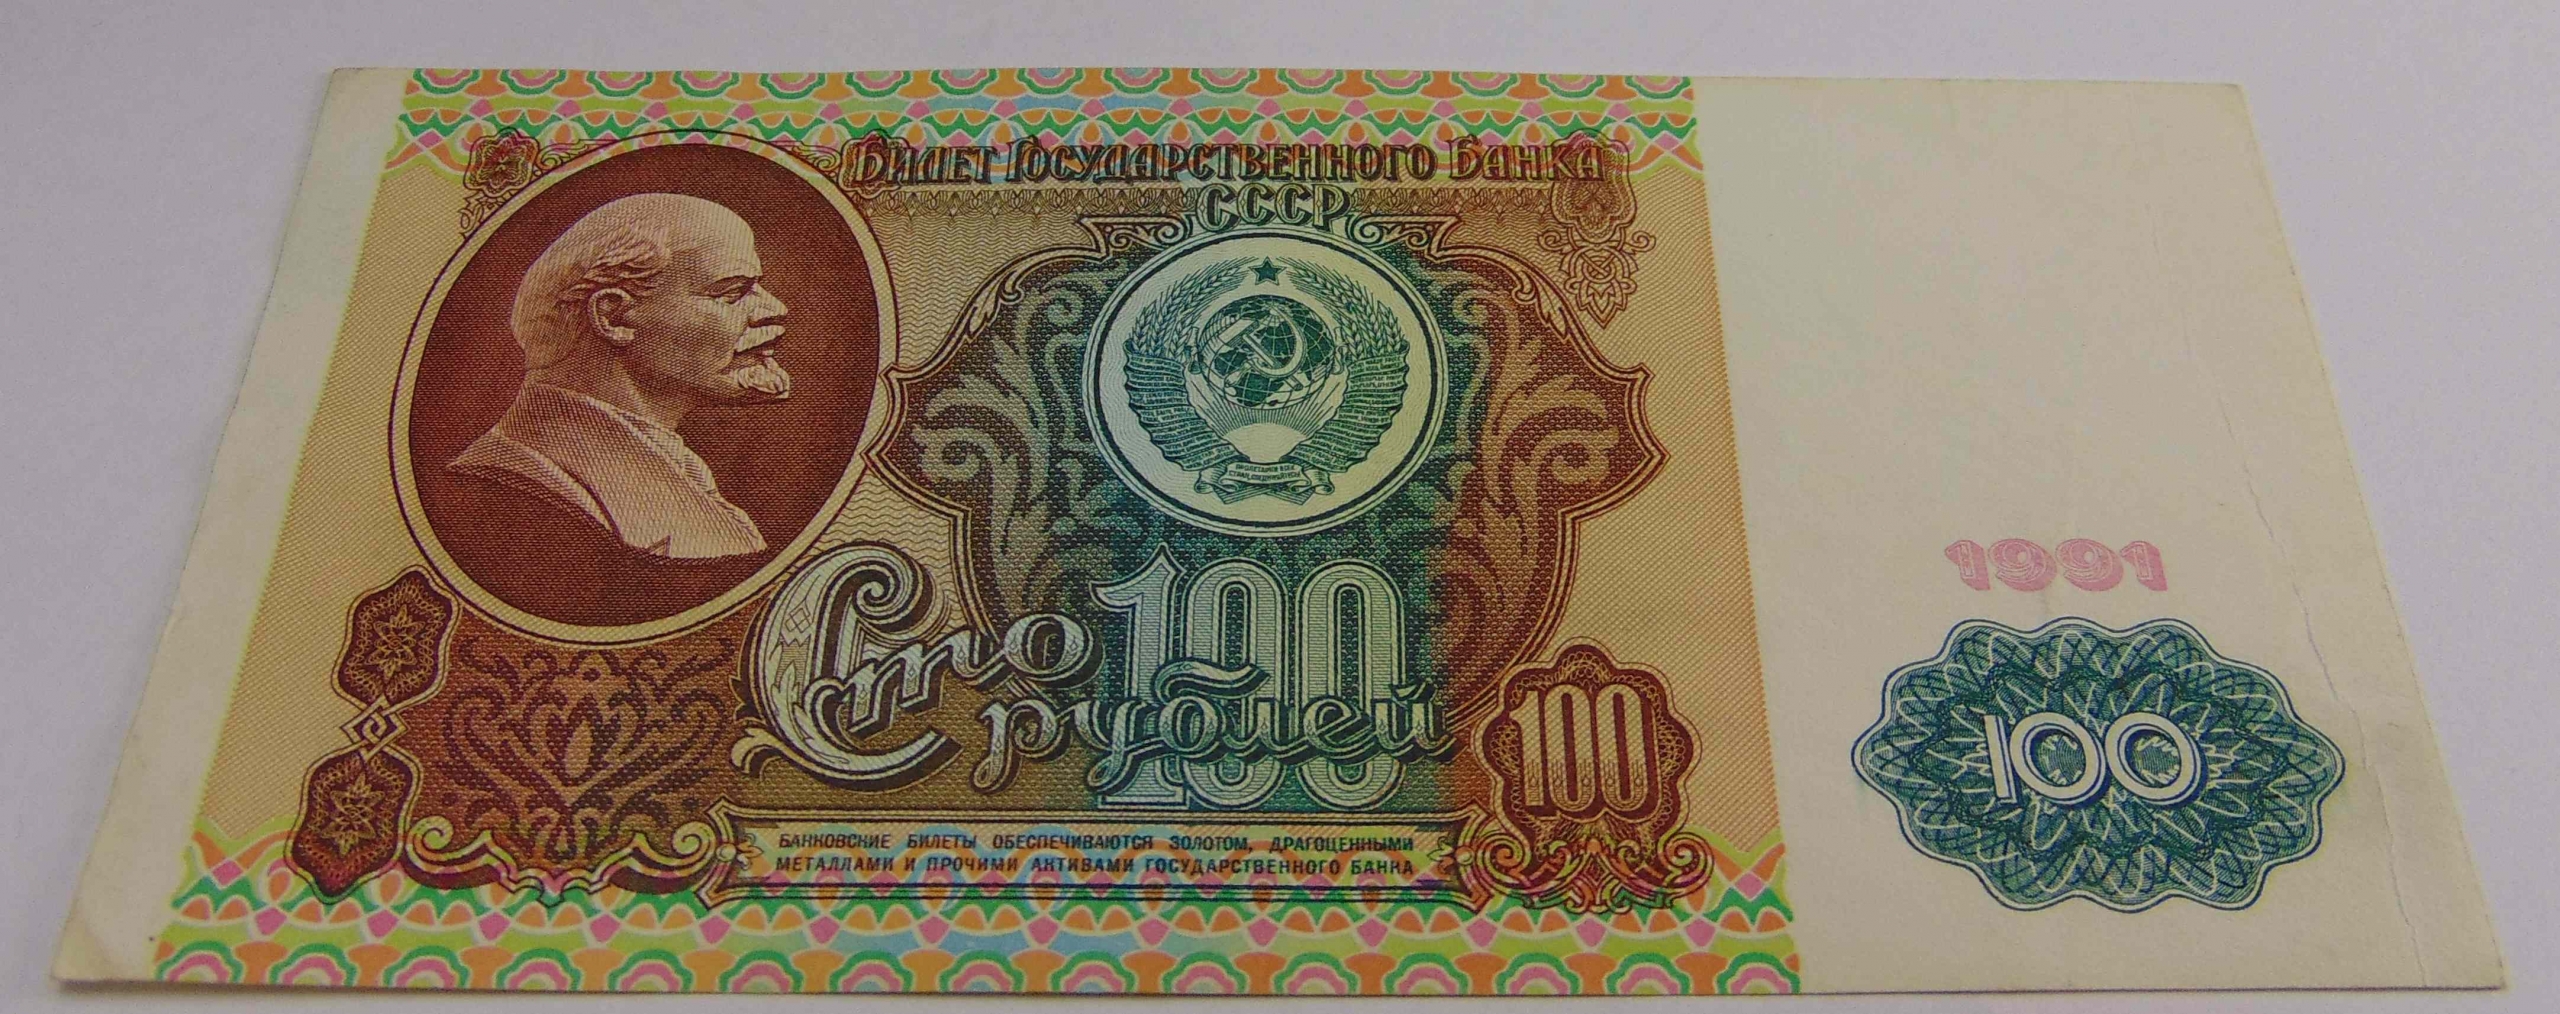 БИЛЕТ ГОСУДАРСТВЕННОГО БАНКА
СССР
1991
Сто
100
рублей
100
100
БАНКОВСКИЕ БИЛЕТЫ ОБЕСПЕЧИВАЮТСЯ ЗОЛОТОМ, ДРАГОЦЕННЫМИ
МЕТАЛЛАМИ И ПРОЧИМИ АКТИВАМИ ГОСУДАРСТВЕННОГО БАНКА